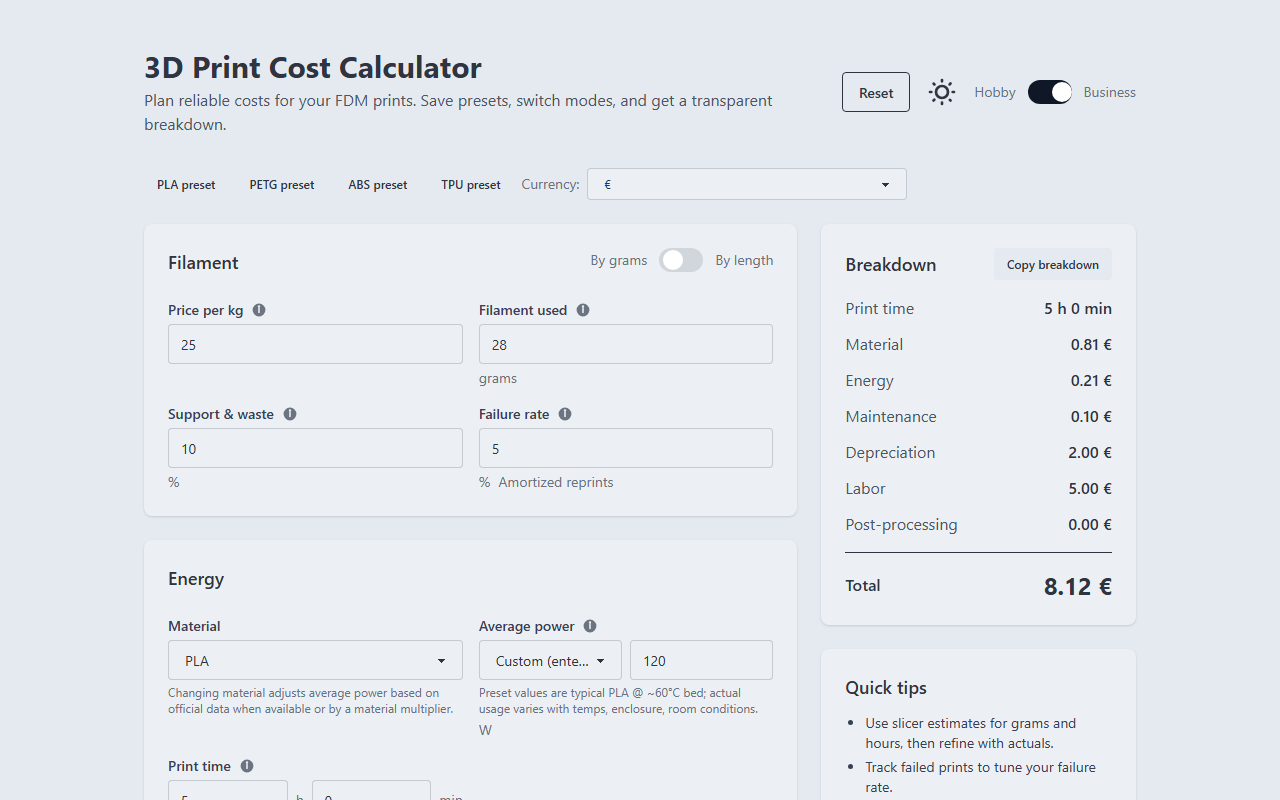 3D Print Cost Calculator
Plan reliable costs for your FDM prints. Save presets, switch modes, and get a transparent
breakdown.
Reset
Hobby
Business
PLA preset
PETG preset
ABS preset
TPU preset
Currency:
€
Filament
By grams
By length
Price per kg
Filament used
25
28
grams
Support & waste
Failure rate
10
5
%
% Amortized reprints
Energy
Material
Average power
PLA
Custom (ente...
120
Changing material adjusts average power based on
official data when available or by a material multiplier.
Preset values are typical PLA @ ~60°C bed; actual
usage varies with temps, enclosure, room conditions.
W
Print time
5
h
0
min
Breakdown
Copy breakdown
Print time 5 h 0 min
Material 0.81 €
Energy 0.21 €
Maintenance 0.10 €
Depreciation 2.00 €
Labor 5.00 €
Post-processing 0.00 €
Total 8.12 €
Quick tips
Use slicer estimates for grams and
hours, then refine with actuals.
Track failed prints to tune your failure
rate.